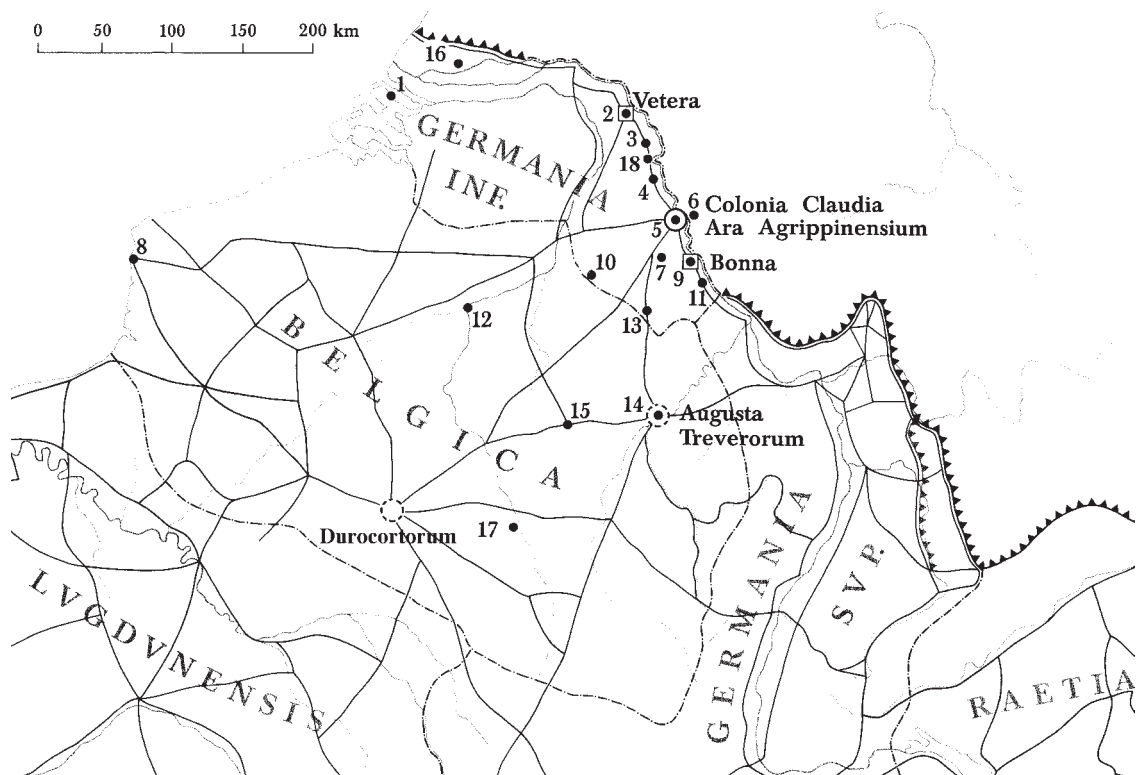 0 50 100 150 200 km
16
1
2 Vetera
GERMANIA
INF.
3
18
4
6 Colonia Claudia
Ara Agrippinensium
5
7
9 Bonna
8
10
11
12
13
BELGICA
14 Augusta
Treverorum
15
Durocortorum
17
GERMANIA
SVP.
LVGDVNENSIS
RAETIA